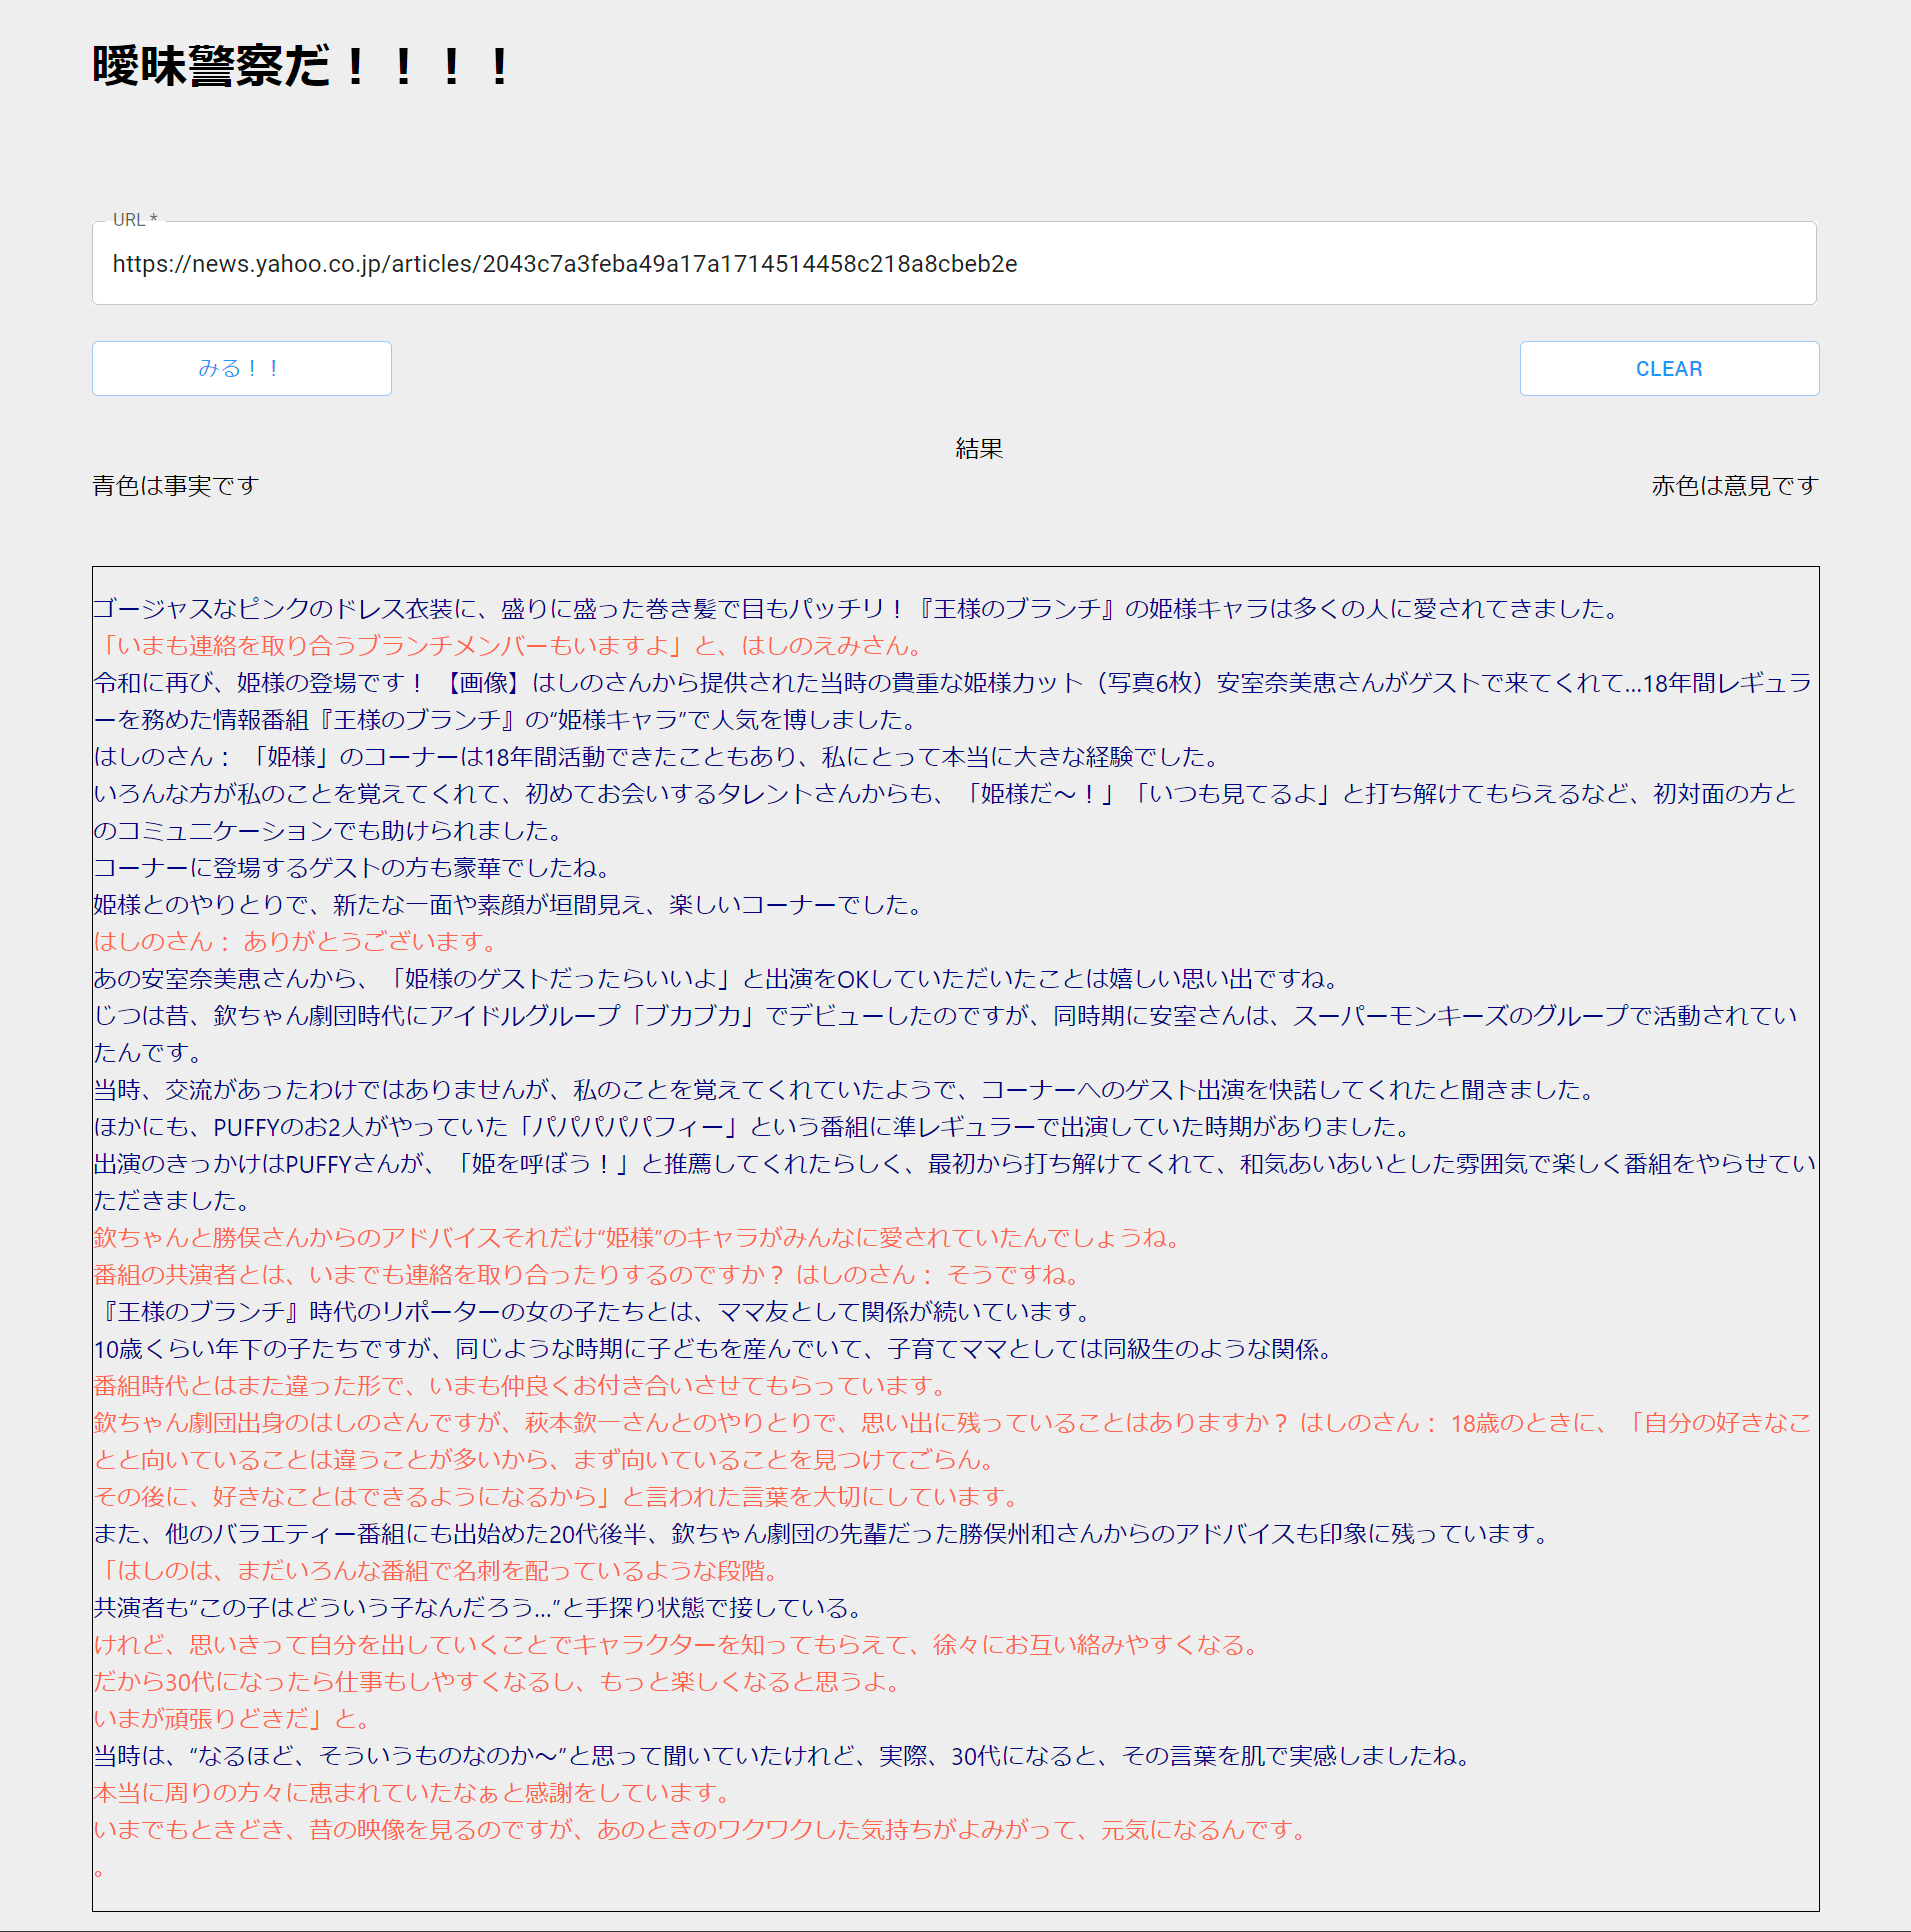 曖昧警察だ！！！！
URL *
https://news.yahoo.co.jp/articles/2043c7a3feba49a17a1714514458c218a8cbeb2e
みる！！
CLEAR
結果
青色は事実です
赤色は意見です
ゴージャスなピンクのドレス衣装に、盛りに盛った巻き髪で目もパッチリ！『王様のブランチ』の姫様キャラは多くの人に愛されてきました。
「いまも連絡を取り合うブランチメンバーもいますよ」と、はしのえみさん。
令和に再び、姫様の登場です！ 【画像】はしのさんから提供された当時の貴重な姫様カット（写真6枚）安室奈美恵さんがゲストで来てくれて…18年間レギュラ
ーを務めた情報番組『王様のブランチ』の“姫様キャラ”で人気を博しました。
はしのさん： 「姫様」のコーナーは18年間活動できたこともあり、私にとって本当に大きな経験でした。
いろんな方が私のことを覚えてくれて、初めてお会いするタレントさんからも、「姫様だ～！」「いつも見てるよ」と打ち解けてもらえるなど、初対面の方と
のコミュニケーションでも助けられました。
コーナーに登場するゲストの方も豪華でしたね。
姫様とのやりとりで、新たな一面や素顔が垣間見え、楽しいコーナーでした。
はしのさん： ありがとうございます。
あの安室奈美恵さんから、「姫様のゲストだったらいいよ」と出演をOKしていただいたことは嬉しい思い出ですね。
じつは昔、欽ちゃん劇団時代にアイドルグループ「ブカブカ」でデビューしたのですが、同時期に安室さんは、スーパーモンキーズのグループで活動されてい
たんです。
当時、交流があったわけではありませんが、私のことを覚えてくれていたようで、コーナーへのゲスト出演を快諾してくれたと聞きました。
ほかにも、PUFFYのお2人がやっていた「パパパパパフィー」という番組に準レギュラーで出演していた時期がありました。
出演のきっかけはPUFFYさんが、「姫を呼ぼう！」と推薦してくれたらしく、最初から打ち解けてくれて、和気あいあいとした雰囲気で楽しく番組をやらせてい
ただきました。
欽ちゃんと勝俣さんからのアドバイスそれだけ“姫様”のキャラがみんなに愛されていたんでしょうね。
番組の共演者とは、いまでも連絡を取り合ったりするのですか？ はしのさん： そうですね。
『王様のブランチ』時代のリポーターの女の子たちとは、ママ友として関係が続いています。
10歳くらい年下の子たちですが、同じような時期に子どもを産んでいて、子育てママとしては同級生のような関係。
番組時代とはまた違った形で、いまも仲良くお付き合いさせてもらっています。
欽ちゃん劇団出身のはしのさんですが、萩本欽一さんとのやりとりで、思い出に残っていることはありますか？ はしのさん： 18歳のときに、「自分の好きなこ
とと向いていることは違うことが多いから、まず向いていることを見つけてごらん。
その後に、好きなことはできるようになるから」と言われた言葉を大切にしています。
また、他のバラエティー番組にも出始めた20代後半、欽ちゃん劇団の先輩だった勝俣州和さんからのアドバイスも印象に残っています。
「はしのは、まだいろんな番組で名刺を配っているような段階。
共演者も“この子はどういう子なんだろう…”と手探り状態で接している。
けれど、思いきって自分を出していくことでキャラクターを知ってもらえて、徐々にお互い絡みやすくなる。
だから30代になったら仕事もしやすくなるし、もっと楽しくなると思うよ。
いまが頑張りどきだ」と。
当時は、“なるほど、そういうものなのか～”と思って聞いていたけれど、実際、30代になると、その言葉を肌で実感しましたね。
本当に周りの方々に恵まれていたなぁと感謝をしています。
いまでもときどき、昔の映像を見るのですが、あのときのワクワクした気持ちがよみがって、元気になるんです。
。